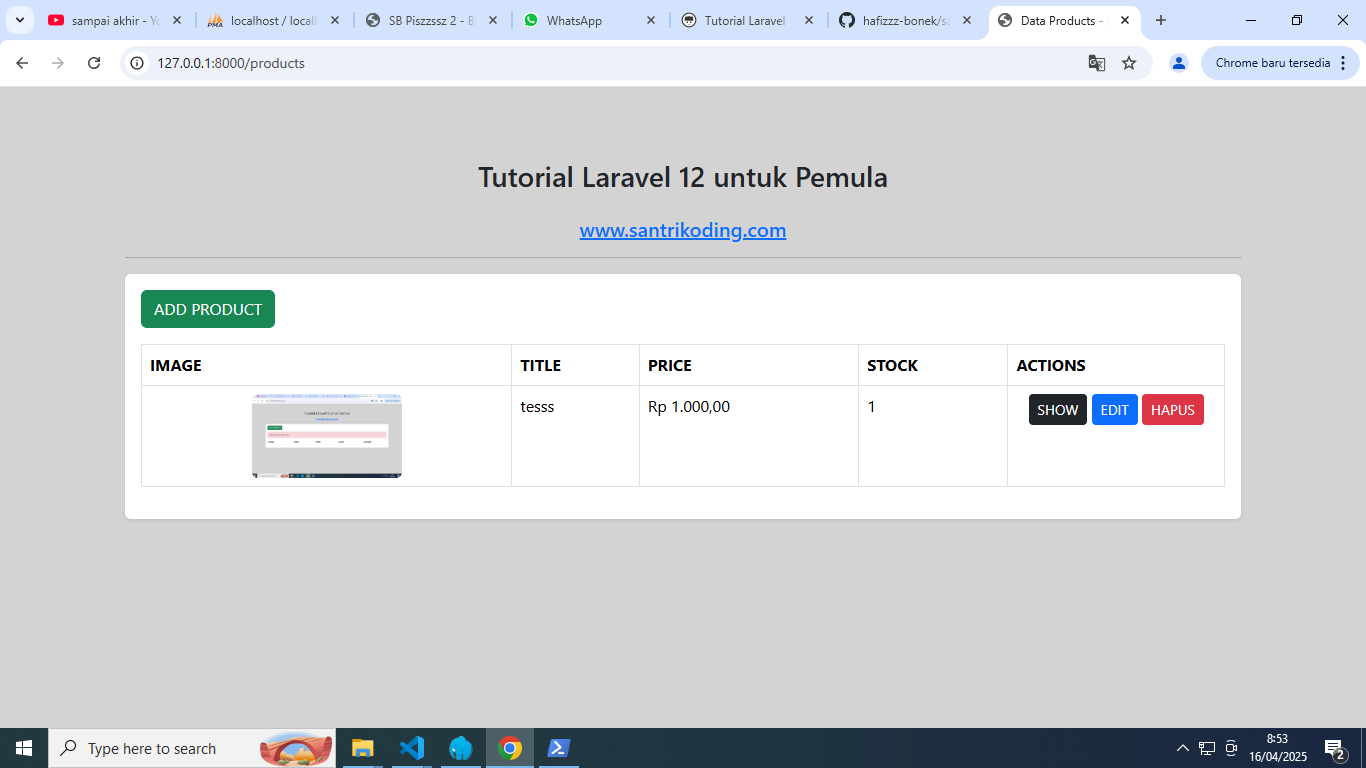 sampai akhir - Yo
localhost / localh
SB Piszzssz 2 - B
WhatsApp
Tutorial Laravel
hafizzz-bonek/sa
Data Products -
127.0.0.1:8000/products
Chrome baru tersedia
Tutorial Laravel 12 untuk Pemula
www.santrikoding.com
ADD PRODUCT
IMAGE TITLE PRICE STOCK ACTIONS
tesss Rp 1.000,00 1 SHOW EDIT HAPUS
Type here to search
8:53
16/04/2025
2